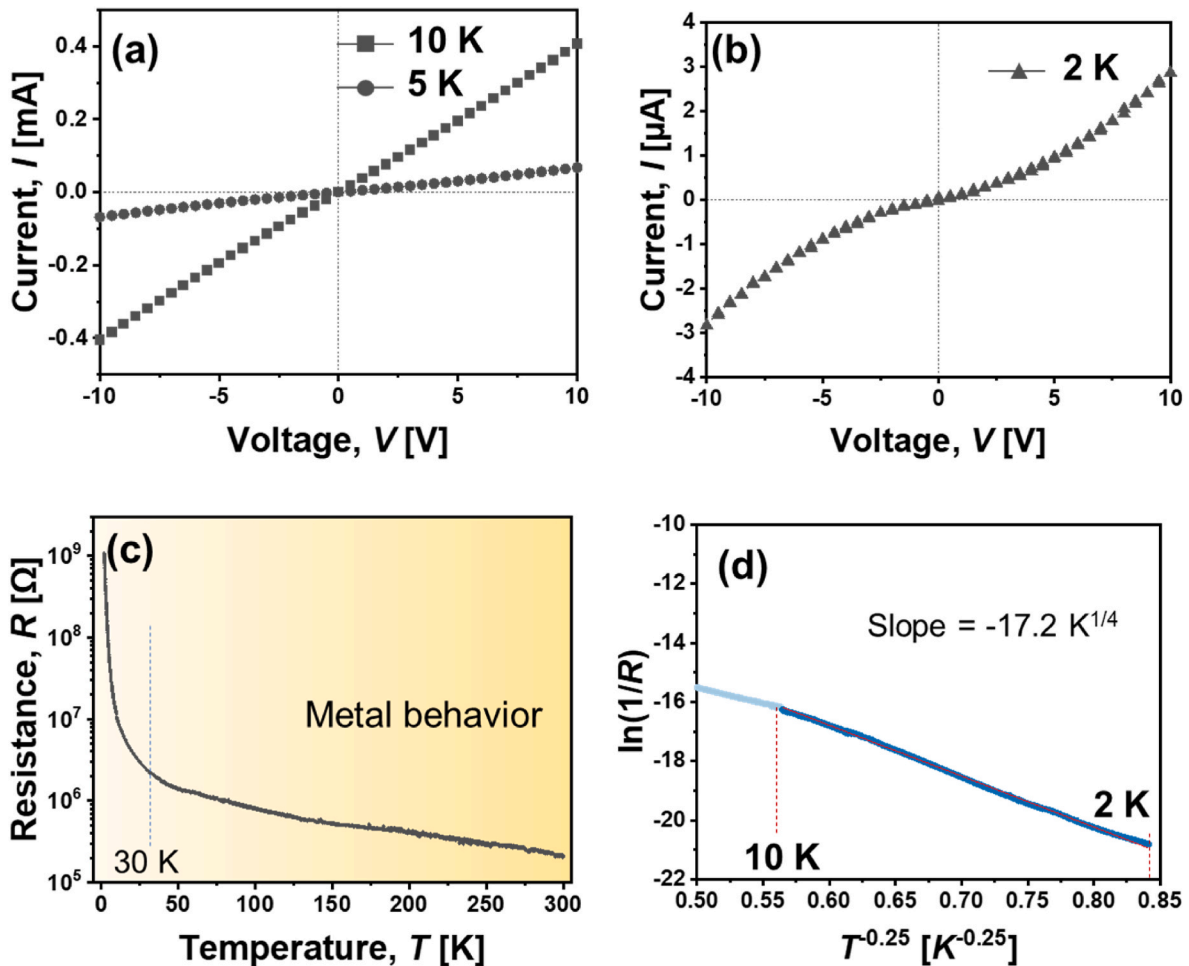 (a)
10 K
5 K
Current, I [mA]
0.4
0.2
0.0
-0.2
-0.4
-10
-5
0
5
10
Voltage, V [V]
(b)
2 K
Current, I [µA]
4
3
2
1
0
-1
-2
-3
-4
-10
-5
0
5
10
Voltage, V [V]
(c)
Resistance, R [Ω]
10⁹
10⁸
10⁷
10⁶
10⁵
Metal behavior
30 K
0
50
100
150
200
250
300
Temperature, T [K]
(d)
Slope = -17.2 K¹/⁴
ln(1/R)
-10
-12
-14
-16
-18
-20
-22
10 K
2 K
0.50
0.55
0.60
0.65
0.70
0.75
0.80
0.85
T⁻⁰·²⁵ [K⁻⁰·²⁵]